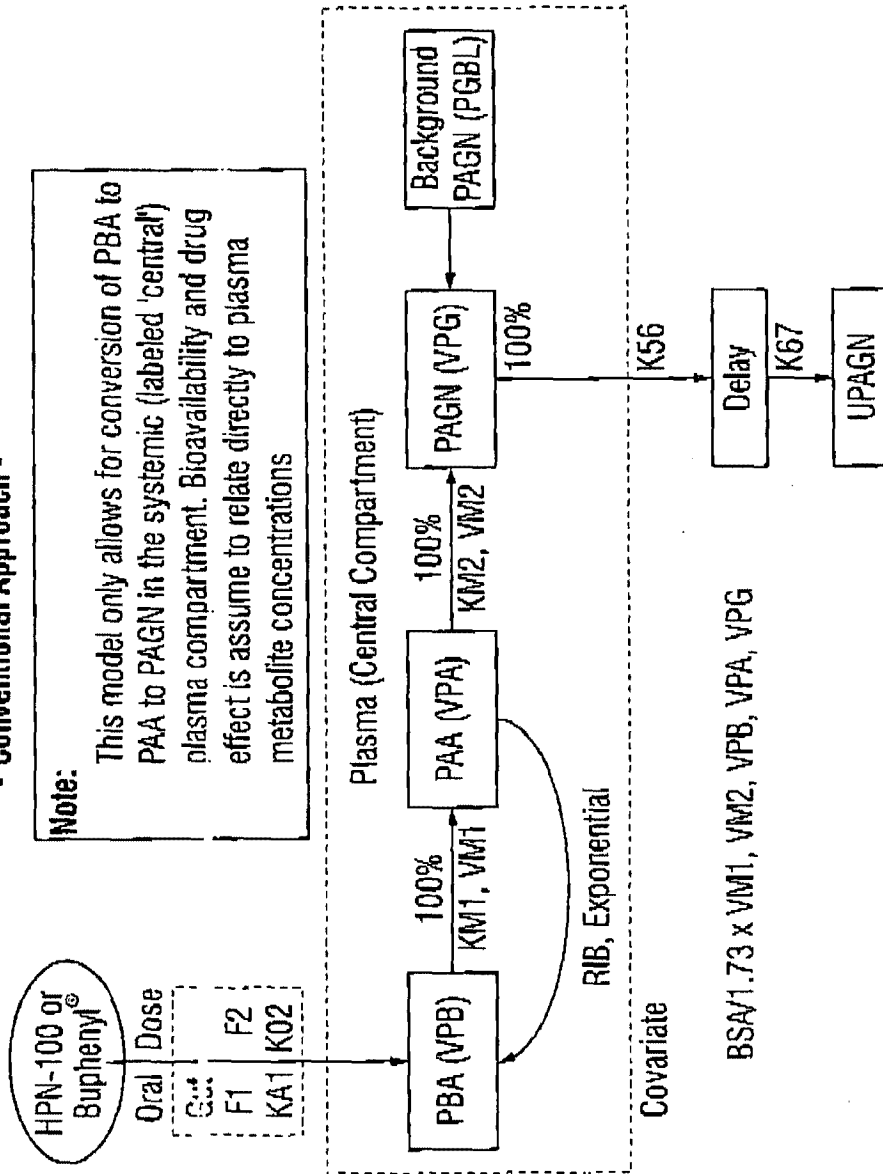 - Conventional Approach -
Note:
This model only allows for conversion of PBA to
PAA to PAGN in the systemic (labeled 'central')
plasma compartment. Bioavailability and drug
effect is assume to relate directly to plasma
metabolite concentrations
HPN-100 or
Buphenyl®
Oral Dose
Gut
F1 F2
KA1 K02
Plasma (Central Compartment)
PBA (VPB)
100%
KM1, VM1
PAA (VPA)
100%
KM2, VM2
PAGN (VPG)
Background
PAGN (PGBL)
RIB, Exponential
100%
K56
Delay
K67
UPAGN
Covariate
BSA/1.73 x VM1, VM2, VPB, VPA, VPG